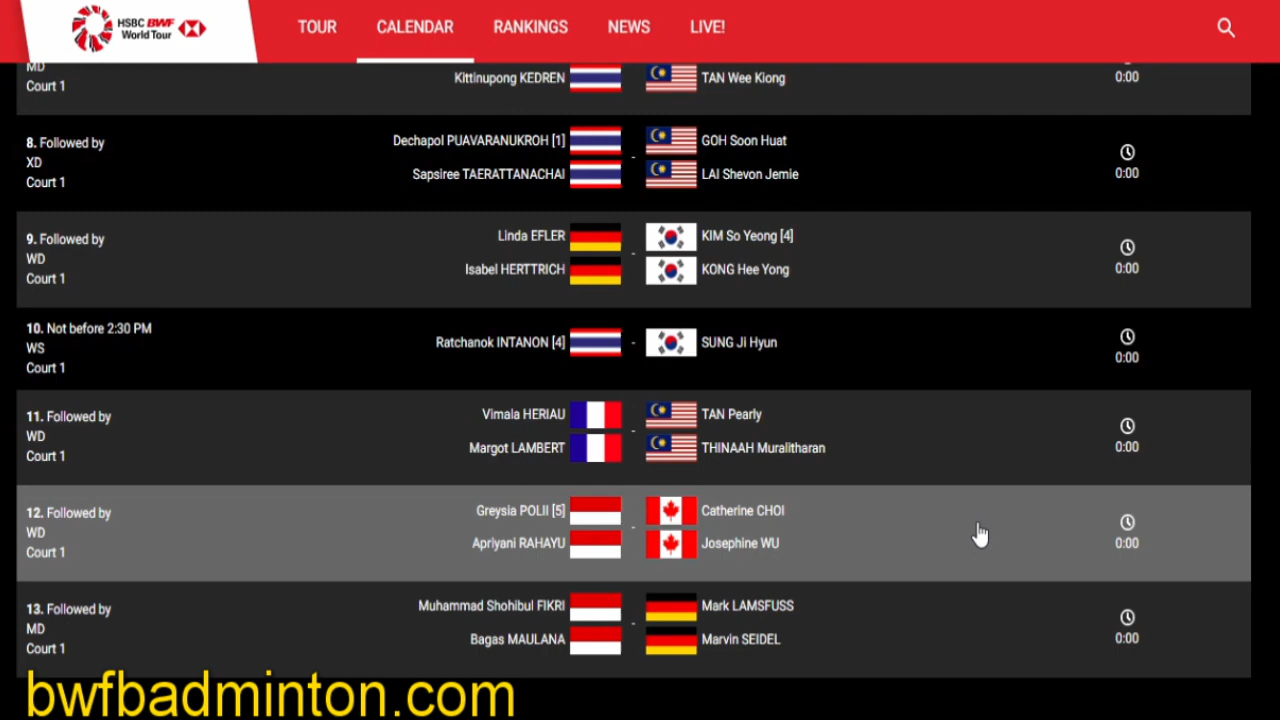 HSBC BWF
World Tour
TOUR
CALENDAR
RANKINGS
NEWS
LIVE!
MD
Court 1
Kittinupong KEDREN
TAN Wee Kiong
0:00
8. Followed by
XD
Court 1
Dechapol PUAVARANUKROH [1]
Sapsiree TAERATTANACHAI
-
GOH Soon Huat
LAI Shevon Jemie
0:00
9. Followed by
WD
Court 1
Linda EFLER
Isabel HERTTRICH
-
KIM So Yeong [4]
KONG Hee Yong
0:00
10. Not before 2:30 PM
WS
Court 1
Ratchanok INTANON [4]
-
SUNG Ji Hyun
0:00
11. Followed by
WD
Court 1
Vimala HERIAU
Margot LAMBERT
-
TAN Pearly
THINAAH Muralitharan
0:00
12. Followed by
WD
Court 1
Greysia POLII [5]
Apriyani RAHAYU
-
Catherine CHOI
Josephine WU
0:00
13. Followed by
MD
Court 1
Muhammad Shohibul FIKRI
Bagas MAULANA
-
Mark LAMSFUSS
Marvin SEIDEL
0:00
bwfbadminton.com